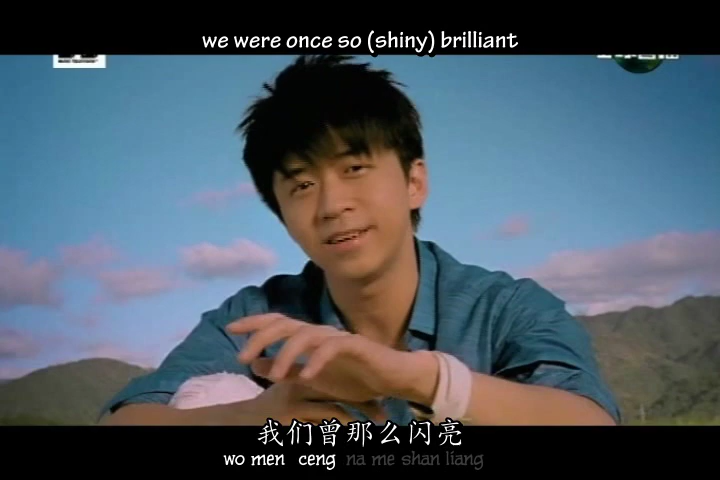 we were once so (shiny) brilliant
我们曾那么闪亮
wo men ceng na me shan liang